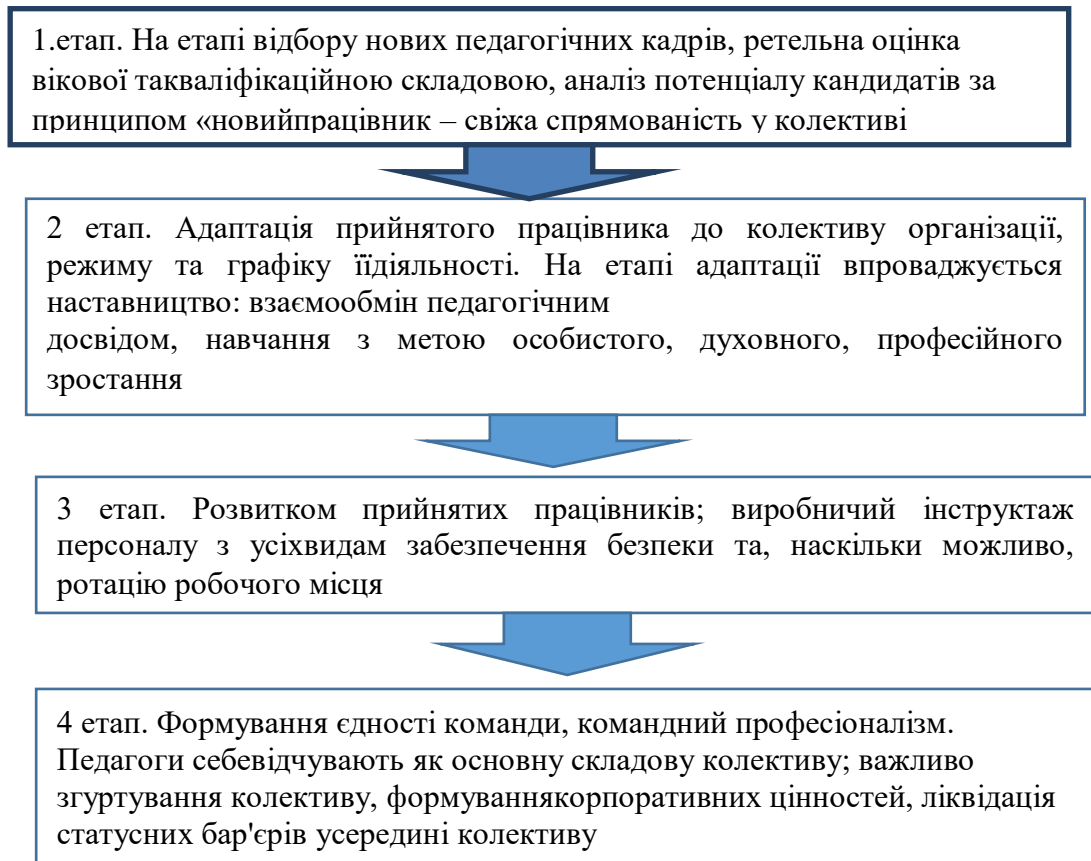 1.етап. На етапі відбору нових педагогічних кадрів, ретельна оцінка
вікової такваліфікаційною складовою, аналіз потенціалу кандидатів за
принципом «новийпрацівник – свіжа спрямованість у колективі
2 етап. Адаптація прийнятого працівника до колективу організації,
режиму та графіку їїдіяльності. На етапі адаптації впроваджується
наставництво: взаємообмін педагогічним
досвідом, навчання з метою особистого, духовного, професійного
зростання
3 етап. Розвитком прийнятих працівників; виробничий інструктаж
персоналу з усіхвидам забезпечення безпеки та, наскільки можливо,
ротацію робочого місця
4 етап. Формування єдності команди, командний професіоналізм.
Педагоги себевідчувають як основну складову колективу; важливо
згуртування колективу, формуваннякорпоративних цінностей, ліквідація
статусних бар'єрів усередині колективу